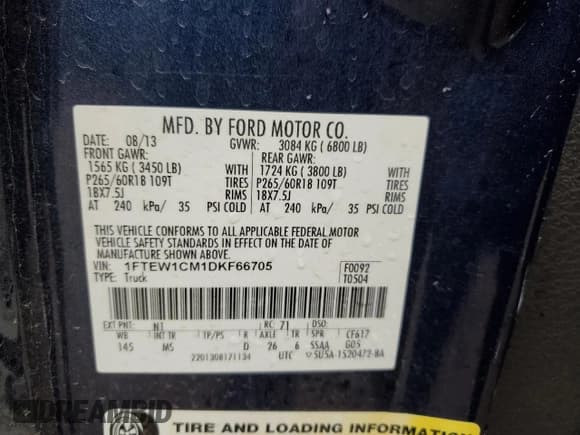 MFD. BY FORD MOTOR CO.
DATE: 08/13 GVWR: 3084 KG ( 6800 LB)
FRONT GAWR: REAR GAWR:
1565 KG ( 3450 LB) WITH 1724 KG ( 3800 LB) WITH
P265/60R18 109T TIRES P265/60R18 109T TIRES
18X7.5J RIMS 18X7.5J RIMS
AT 240 kPa/ 35 PSI COLD AT 240 kPa/ 35 PSI COLD
THIS VEHICLE CONFORMS TO ALL APPLICABLE FEDERAL MOTOR
VEHICLE SAFETY STANDARDS IN EFFECT ON THE DATE OF
MANUFACTURE SHOWN ABOVE.
VIN: 1FTEW1CM1DKF66705 F0092
TYPE: Truck T0504
EXT PNT: N1 RC: 71 DSO:
WB INT TR TP/PS R AXLE TR SPR CF617
145 MS D 26 6 SSAA G05
2201308171134 UTC 5U5A-1520472-BA
DREAMBID
TIRE AND LOADING INFORMATION